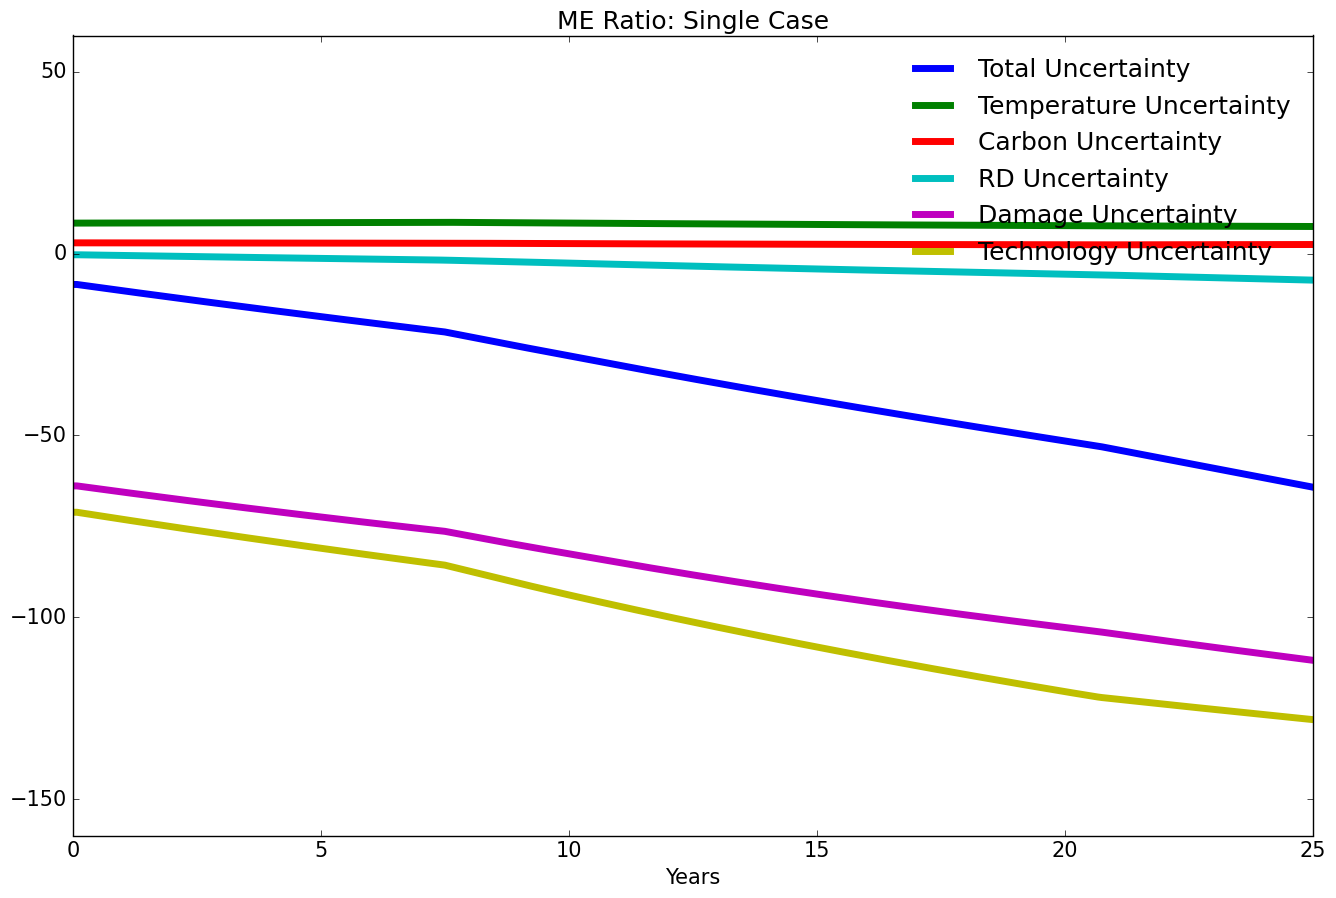 ME Ratio: Single Case
Total Uncertainty
Temperature Uncertainty
Carbon Uncertainty
RD Uncertainty
Damage Uncertainty
Technology Uncertainty
50
0
−50
−100
−150
0 5 10 15 20 25
Years